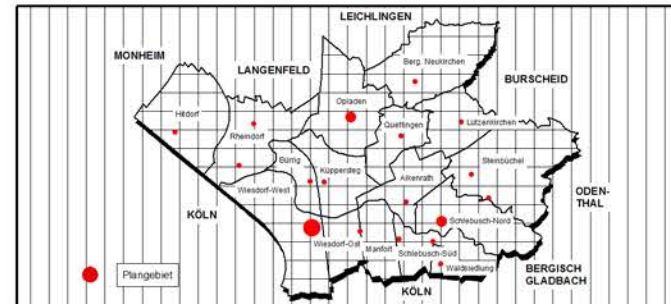 LEICHLINGEN
MONHEIM
LANGENFELD
Berg. Neukirchen
BURSCHEID
Hitdorf
Opladen
Rheindorf
Quettingen
Lützenkirchen
Bürrig
Küppersteg
Steinbüchel
Wiesdorf-West
Alkenrath
ODEN-
THAL
KÖLN
Schlebusch-Nord
Wiesdorf-Ost
Manfort
Schlebusch-Süd
Waldsiedlung
BERGISCH
GLADBACH
Plangebiet
KÖLN